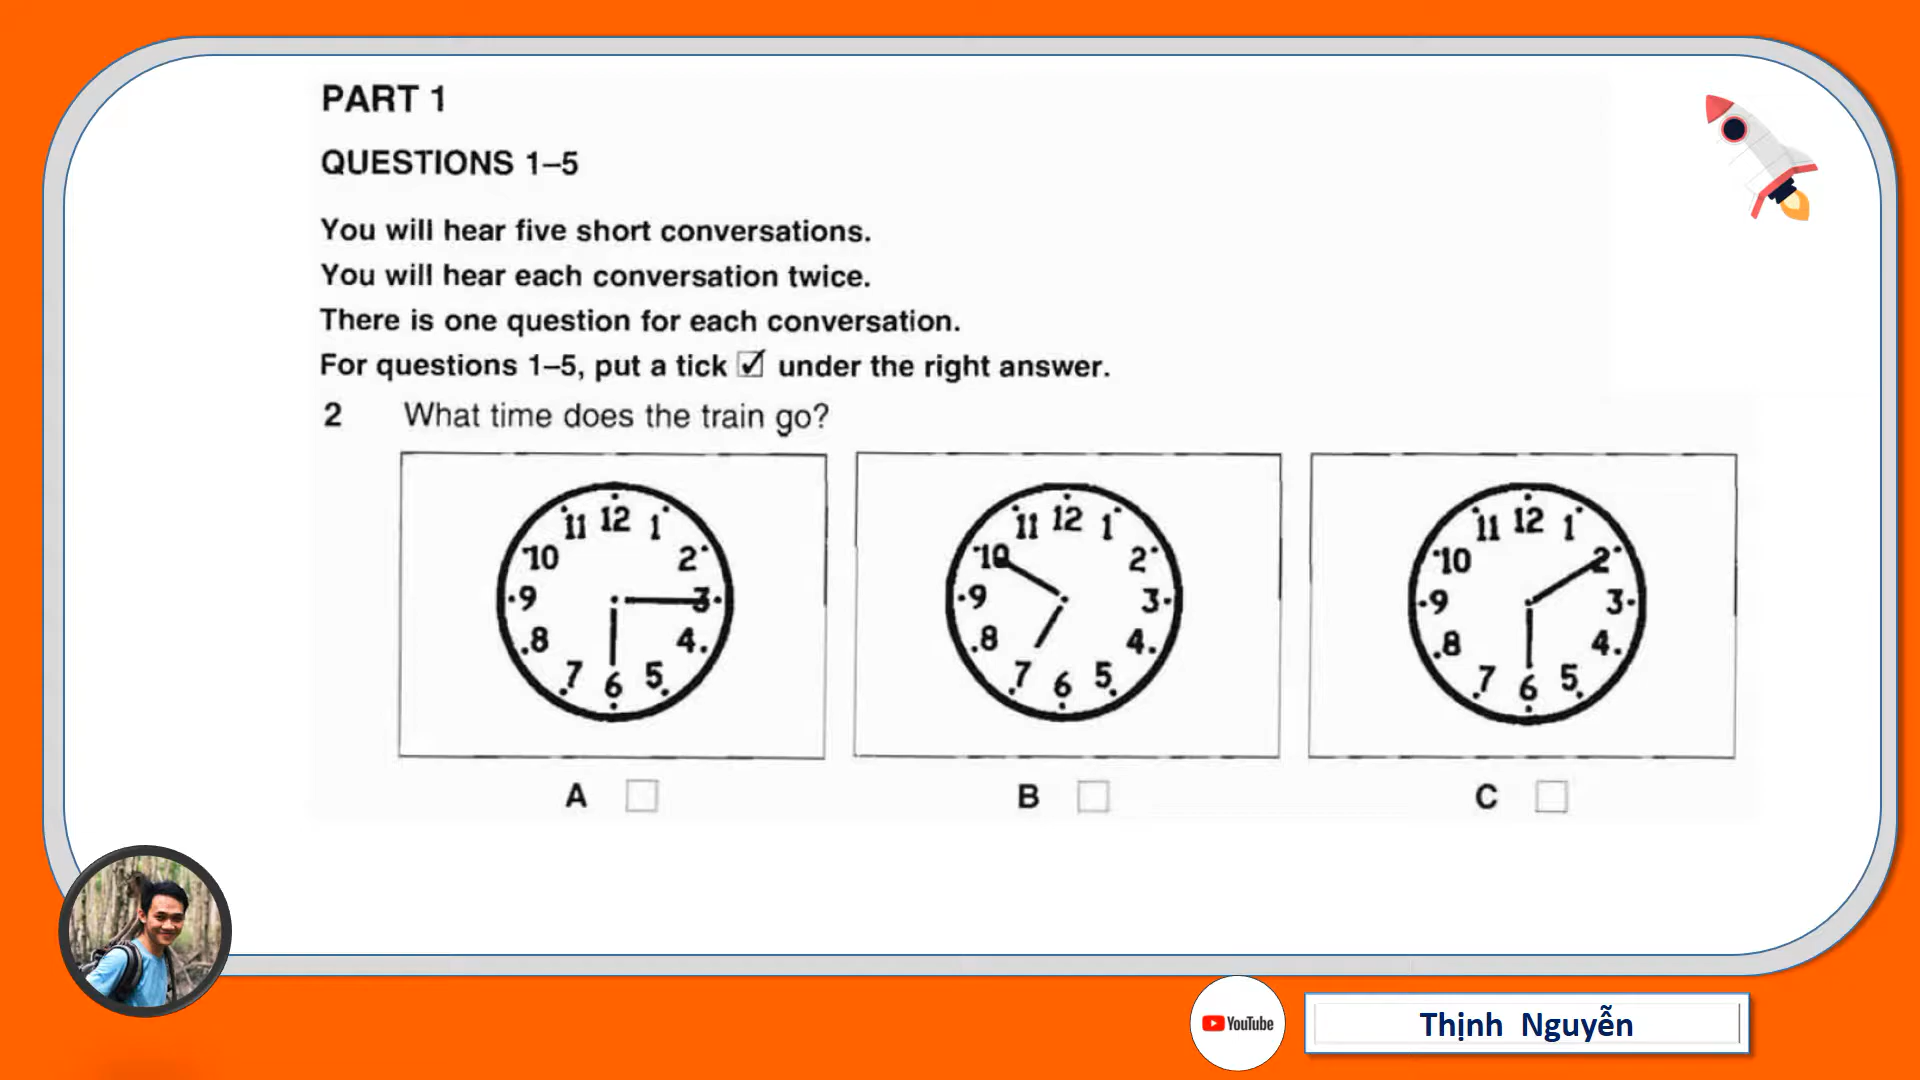 PART 1
QUESTIONS 1–5
You will hear five short conversations.
You will hear each conversation twice.
There is one question for each conversation.
For questions 1–5, put a tick ☑ under the right answer.
2 What time does the train go?
12 1 2 3 4 5 6 7 8 9 10 11
12 1 2 3 4 5 6 7 8 9 10 11
12 1 2 3 4 5 6 7 8 9 10 11
A B C
YouTube
Thịnh Nguyễn